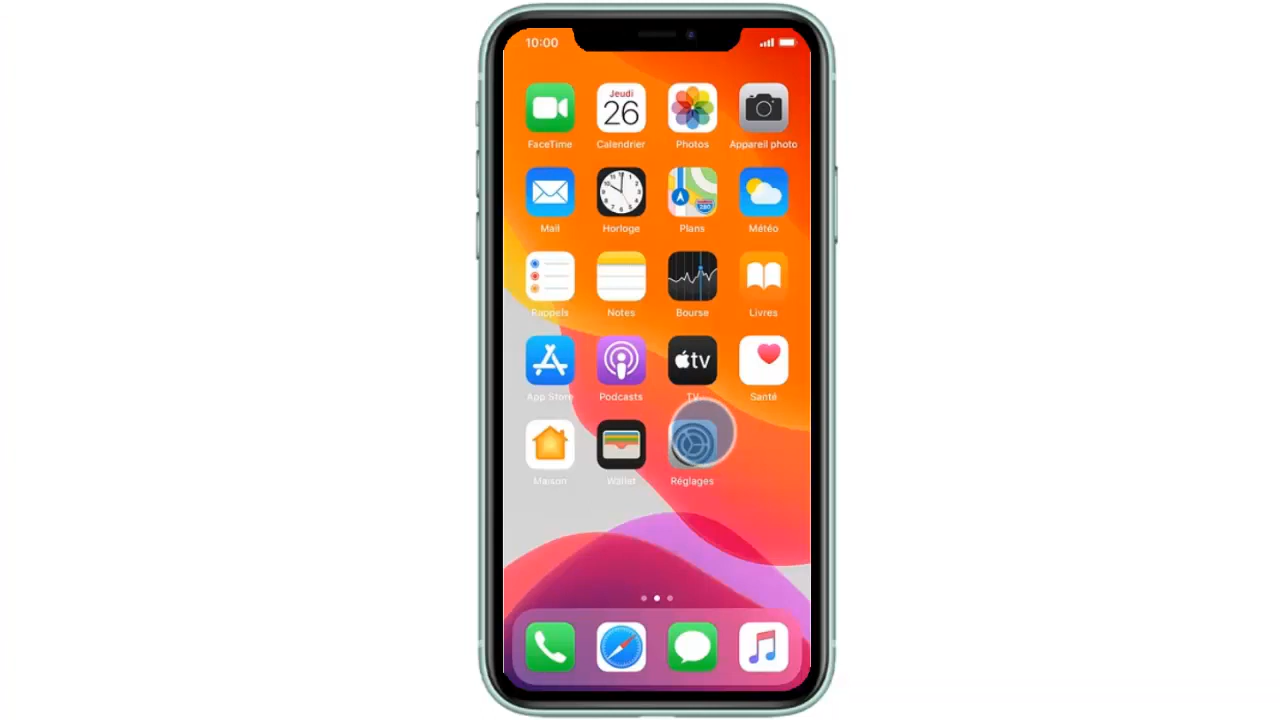 10:00
Jeudi
26
FaceTime
Calendrier
Photos
Appareil photo
Mail
Horloge
Plans
Météo
Rappels
Notes
Bourse
Livres
tv
App Store
Podcasts
TV
Santé
Maison
Wallet
Réglages